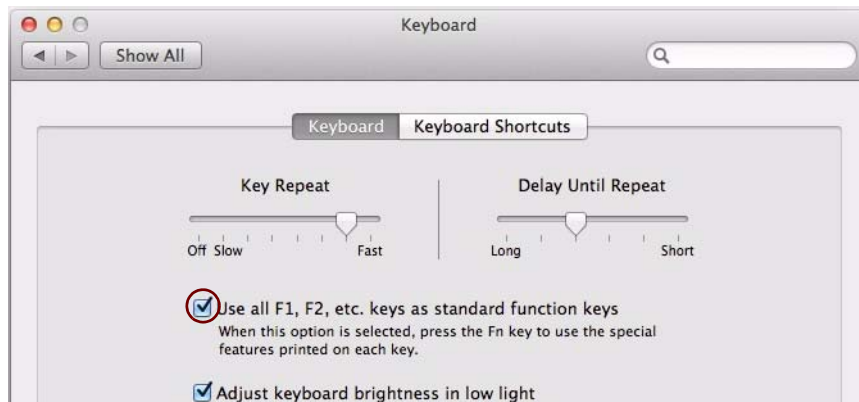 Keyboard
Show All
Keyboard Keyboard Shortcuts
Key Repeat Delay Until Repeat
Off Slow Fast Long Short
Use all F1, F2, etc. keys as standard function keys
When this option is selected, press the Fn key to use the special
features printed on each key.
Adjust keyboard brightness in low light